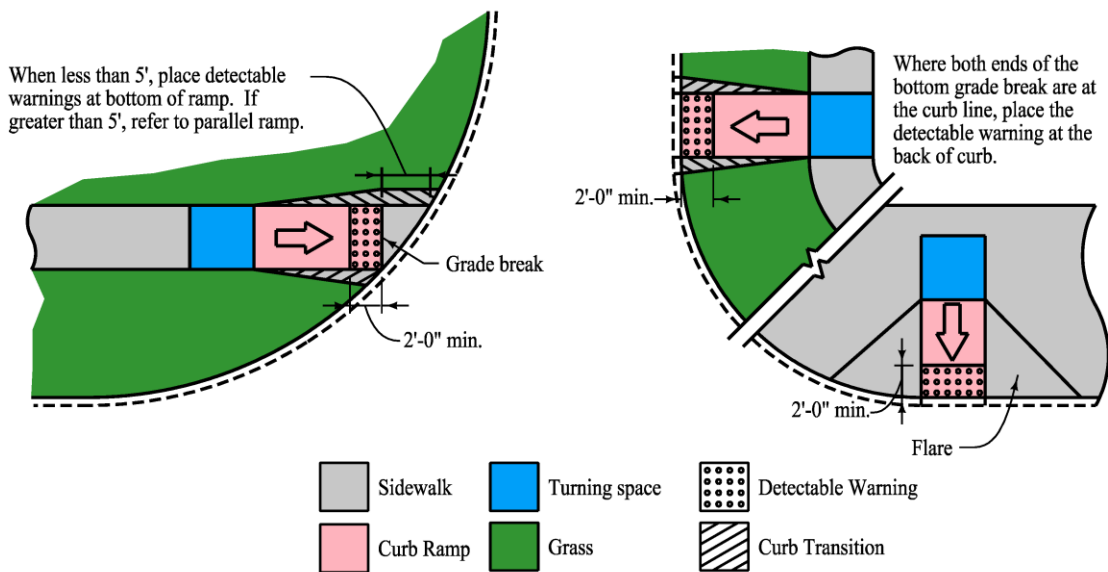 When less than 5', place detectable
warnings at bottom of ramp.  If
greater than 5', refer to parallel ramp.
Grade break
2'-0" min.
Where both ends of the
bottom grade break are at
the curb line, place the
detectable warning at the
back of curb.
2'-0" min.
2'-0" min.
Flare
Sidewalk
Turning space
Detectable Warning
Curb Ramp
Grass
Curb Transition